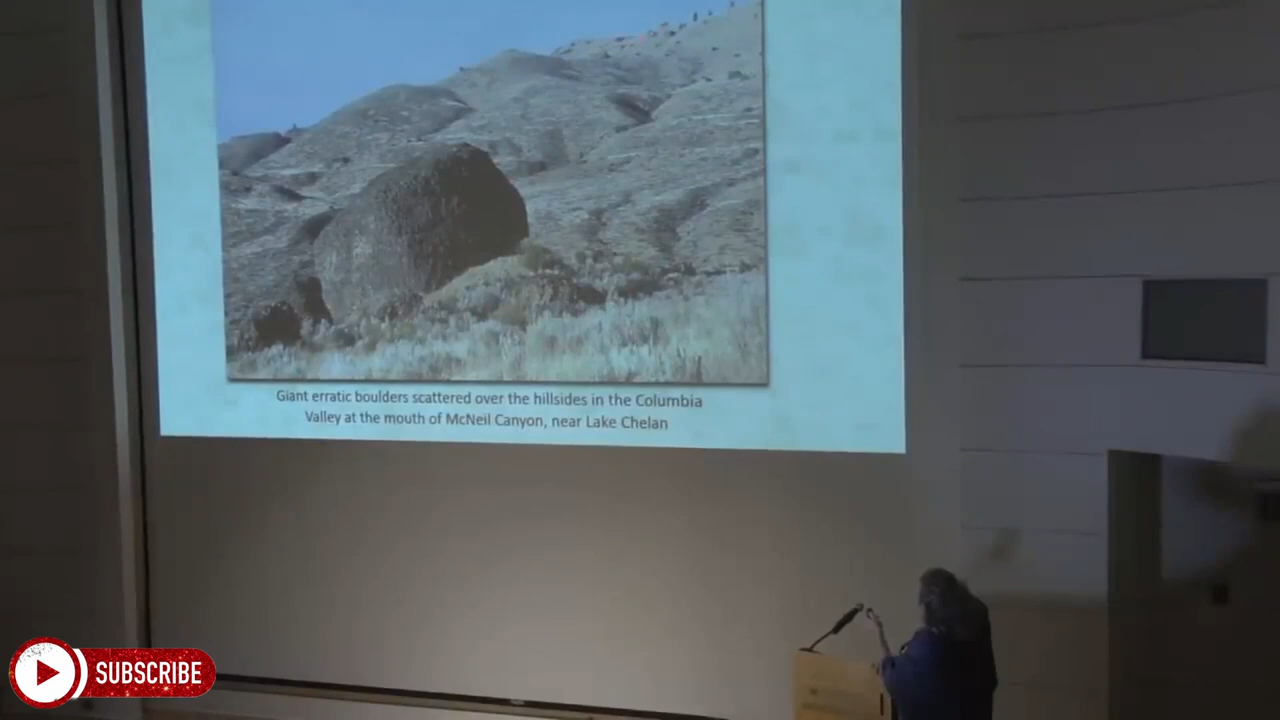 Giant erratic boulders scattered over the hillsides in the Columbia
Valley at the mouth of McNeil Canyon, near Lake Chelan
SUBSCRIBE